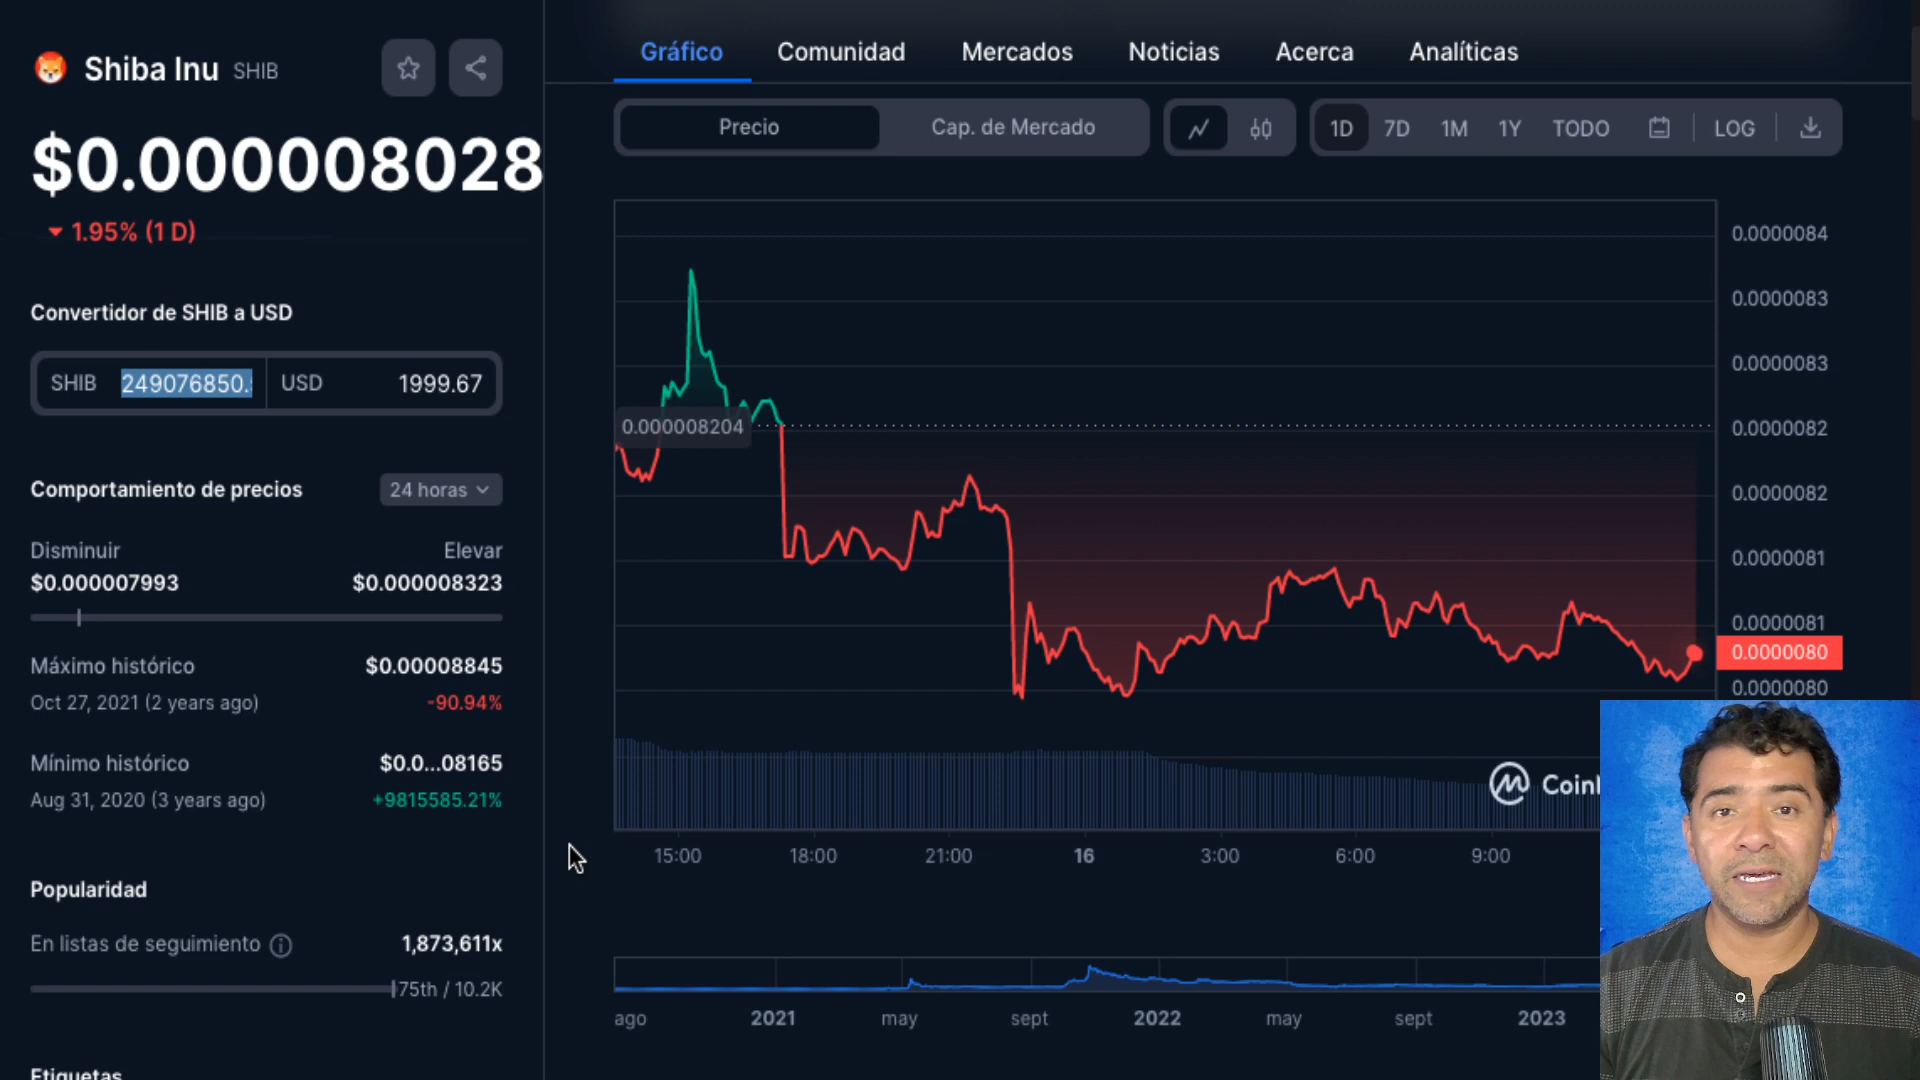 Shiba Inu SHIB
$0.000008028
1.95% (1 D)
Convertidor de SHIB a USD
SHIB 249076850. USD 1999.67
Comportamiento de precios 24 horas
Disminuir Elevar
$0.000007993 $0.000008323
Máximo histórico $0.00008845
Oct 27, 2021 (2 years ago) -90.94%
Mínimo histórico $0.0...08165
Aug 31, 2020 (3 years ago) +9815585.21%
Popularidad
En listas de seguimiento 1,873,611x
75th / 10.2K
Etiquetas
Gráfico Comunidad Mercados Noticias Acerca Analíticas
Precio Cap. de Mercado 1D 7D 1M 1Y TODO LOG
0.0000084
0.0000083
0.0000083
0.000008204
0.0000082
0.0000082
0.0000081
0.0000081
0.0000080
0.0000080
15:00 18:00 21:00 16 3:00 6:00 9:00
ago 2021 may sept 2022 may sept 2023